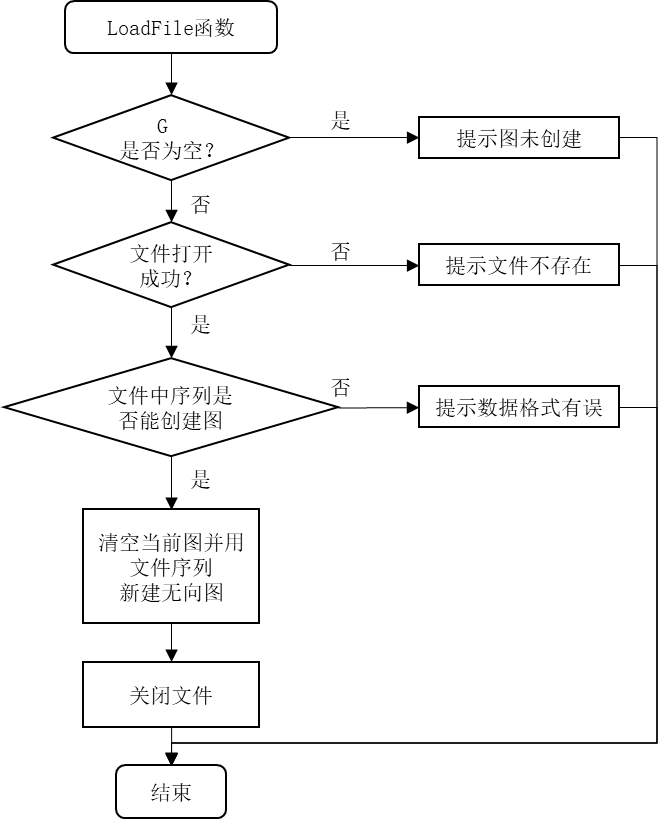 LoadFile函数
G
是否为空?
是
提示图未创建
否
文件打开
成功?
否
提示文件不存在
是
文件中序列是
否能创建图
否
提示数据格式有误
是
清空当前图并用
文件序列
新建无向图
关闭文件
结束